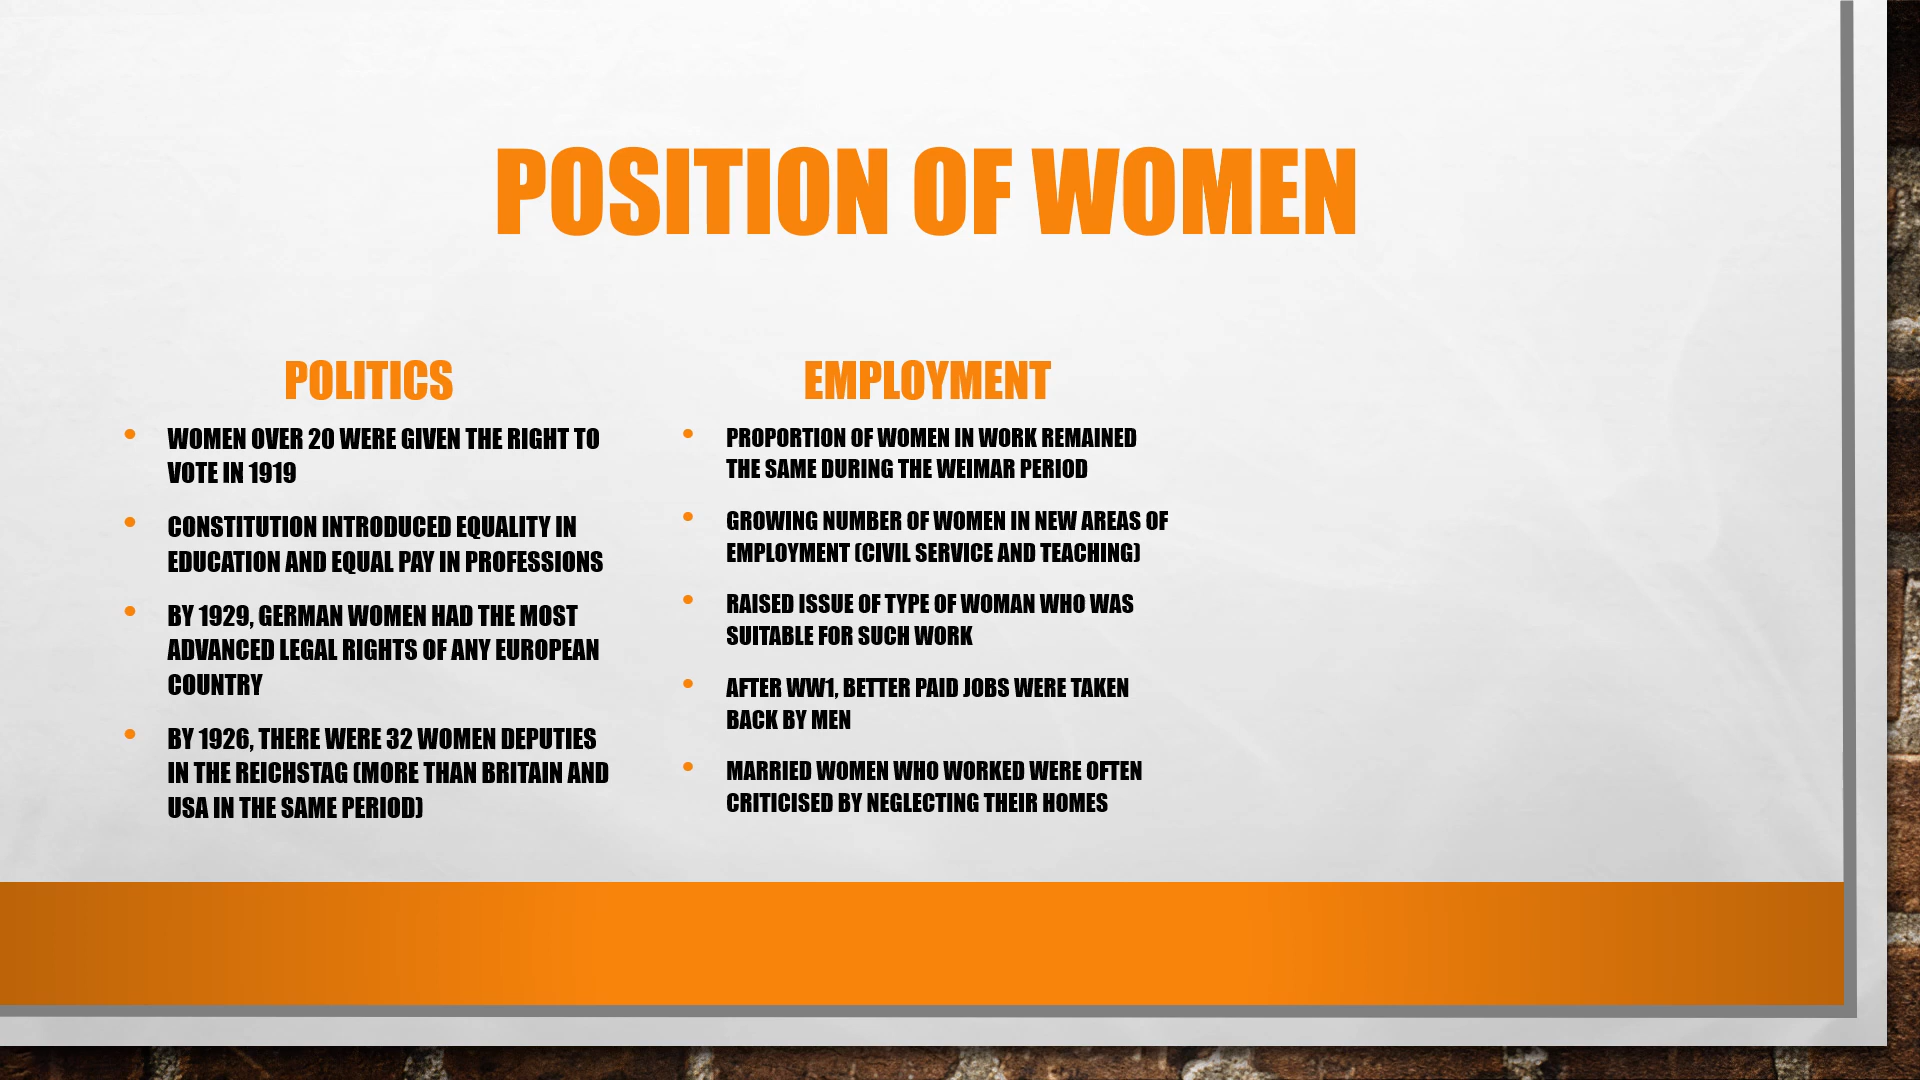 POSITION OF WOMEN
POLITICS
• WOMEN OVER 20 WERE GIVEN THE RIGHT TO
VOTE IN 1919
• CONSTITUTION INTRODUCED EQUALITY IN
EDUCATION AND EQUAL PAY IN PROFESSIONS
• BY 1929, GERMAN WOMEN HAD THE MOST
ADVANCED LEGAL RIGHTS OF ANY EUROPEAN
COUNTRY
• BY 1926, THERE WERE 32 WOMEN DEPUTIES
IN THE REICHSTAG (MORE THAN BRITAIN AND
USA IN THE SAME PERIOD)
EMPLOYMENT
• PROPORTION OF WOMEN IN WORK REMAINED
THE SAME DURING THE WEIMAR PERIOD
• GROWING NUMBER OF WOMEN IN NEW AREAS OF
EMPLOYMENT (CIVIL SERVICE AND TEACHING)
• RAISED ISSUE OF TYPE OF WOMAN WHO WAS
SUITABLE FOR SUCH WORK
• AFTER WW1, BETTER PAID JOBS WERE TAKEN
BACK BY MEN
• MARRIED WOMEN WHO WORKED WERE OFTEN
CRITICISED BY NEGLECTING THEIR HOMES